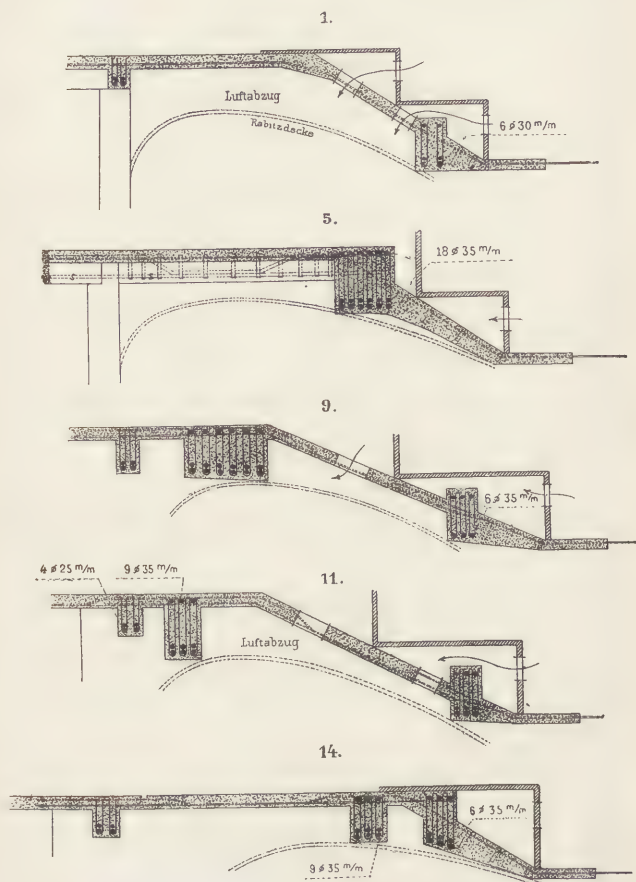 1.
Luftabzug
Rabitzdecke
6 ø 30 m/m
5.
18 ø 35 m/m
9.
6 ø 35 m/m
4 ø 25 m/m
9 ø 35 m/m
11.
Luftabzug
14.
6 ø 35 m/m
9 ø 35 m/m